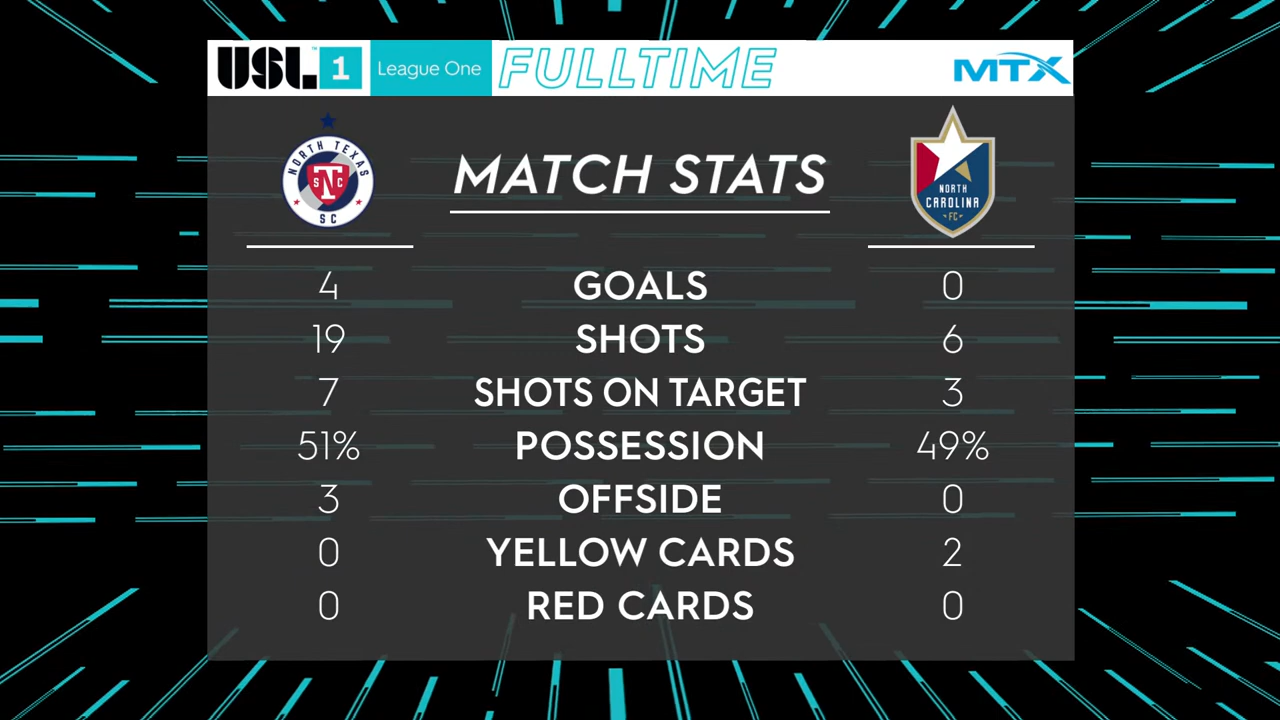 USL 1 League One FULLTIME MTX
NORTH TEXAS
NTSC
SC
MATCH STATS
NORTH
CAROLINA
FC
4 GOALS 0
19 SHOTS 6
7 SHOTS ON TARGET 3
51% POSSESSION 49%
3 OFFSIDE 0
0 YELLOW CARDS 2
0 RED CARDS 0